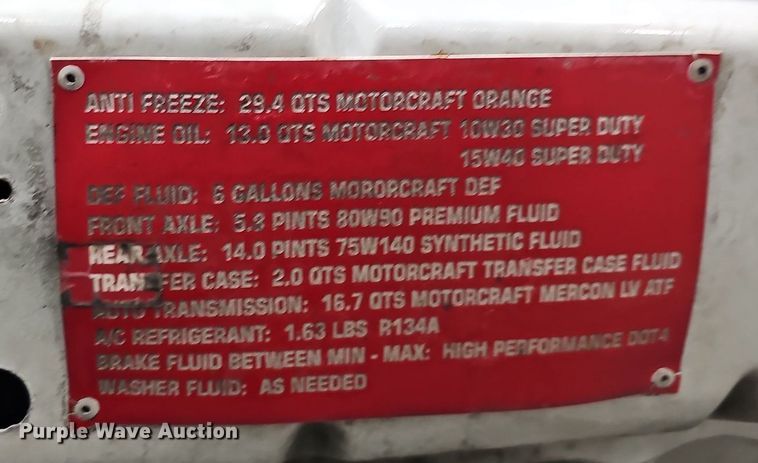 ANTI FREEZE: 29.4 QTS MOTORCRAFT ORANGE
ENGINE OIL: 13.0 QTS MOTORCRAFT 10W30 SUPER DUTY
15W40 SUPER DUTY
DEF FLUID: 6 GALLONS MORORCRAFT DEF
FRONT AXLE: 5.8 PINTS 80W90 PREMIUM FLUID
REAR AXLE: 14.0 PINTS 75W140 SYNTHETIC FLUID
TRANSFER CASE: 2.0 QTS MOTORCRAFT TRANSFER CASE FLUID
AUTO TRANSMISSION: 16.7 QTS MOTORCRAFT MERCON LV ATF
A/C REFRIGERANT: 1.63 LBS R134A
BRAKE FLUID BETWEEN MIN - MAX: HIGH PERFORMANCE DOT4
WASHER FLUID: AS NEEDED
Purple Wave Auction